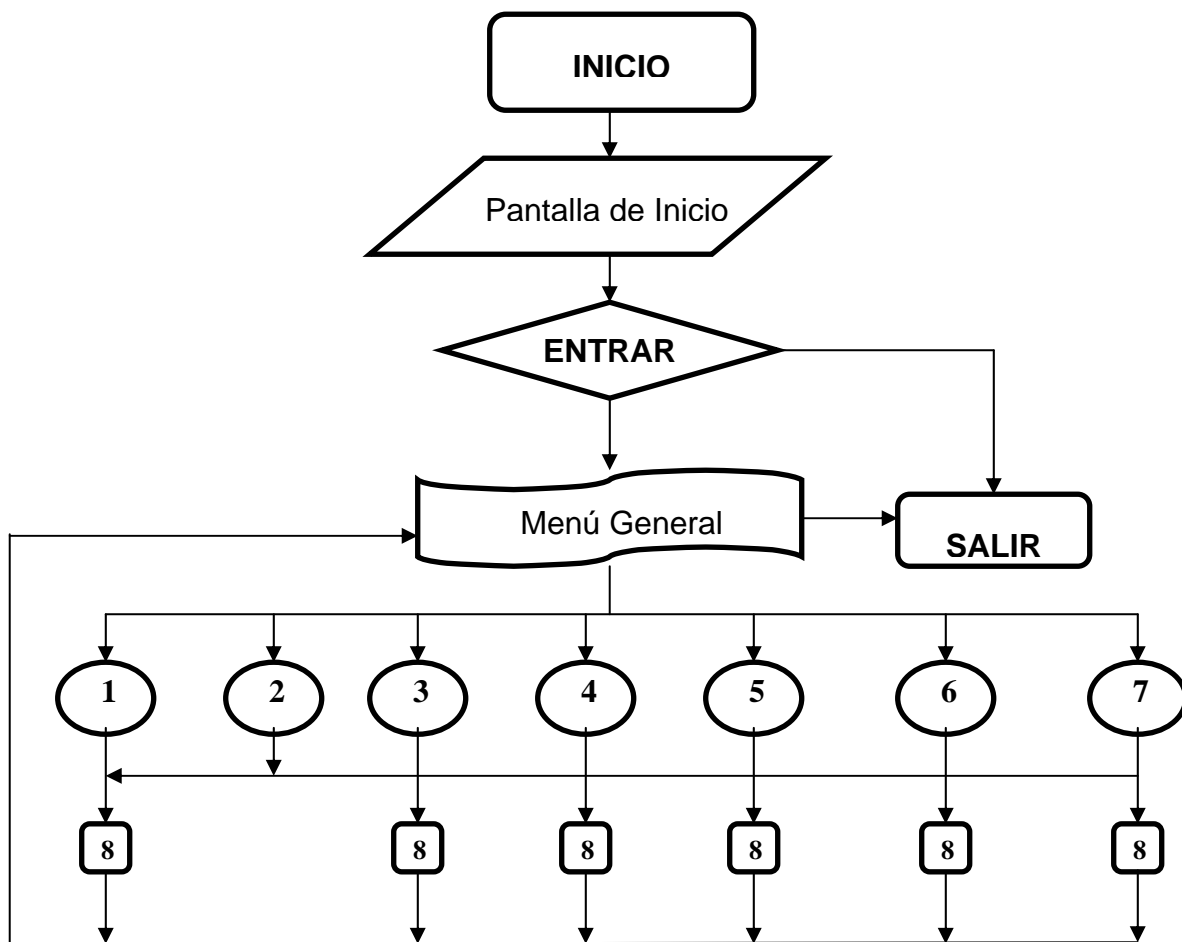 INICIO
Pantalla de Inicio
ENTRAR
Menú General
SALIR
1 2 3 4 5 6 7
8 8 8 8 8 8